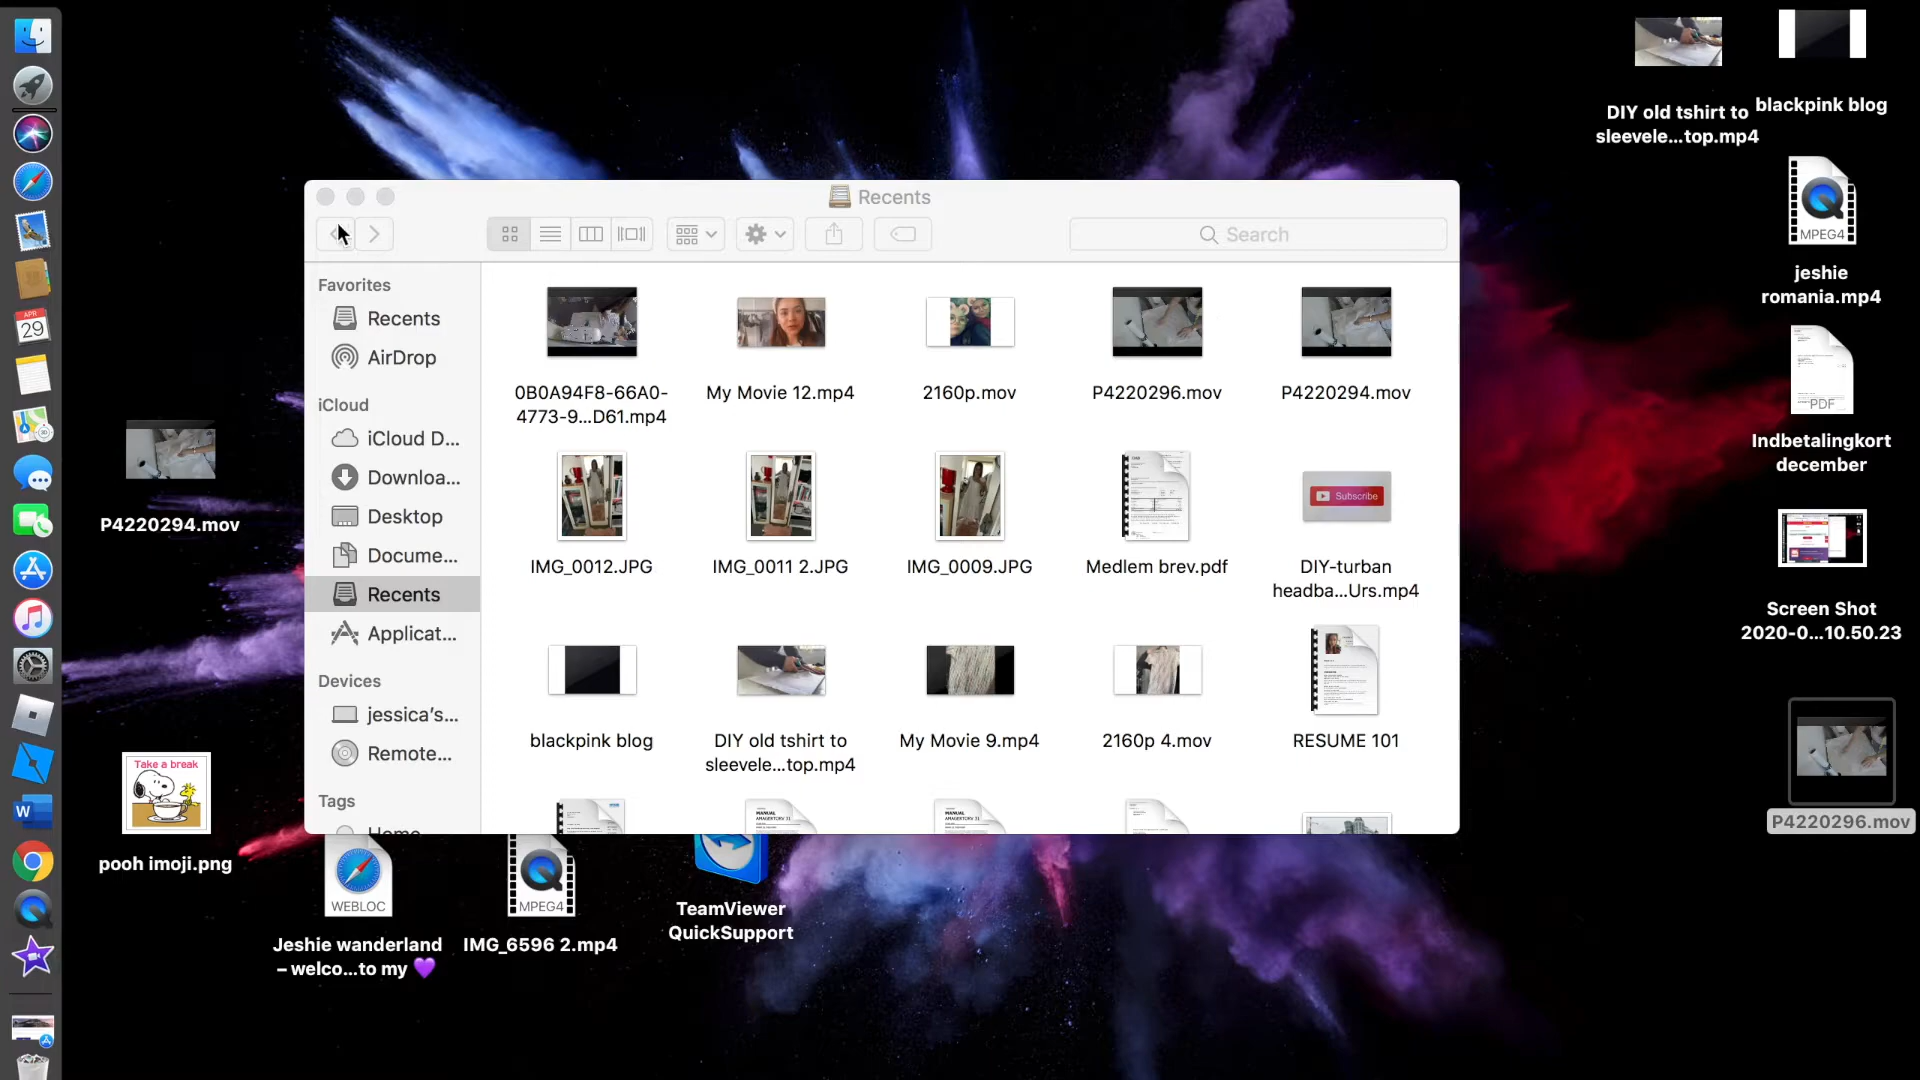 Recents
Search
Favorites
Recents
AirDrop
iCloud
iCloud D...
Downloa...
Desktop
Docume...
Recents
Applicat...
Devices
jessica's...
Remote...
Tags
Home
0B0A94F8-66A0-
4773-9...D61.mp4
My Movie 12.mp4
2160p.mov
P4220296.mov
P4220294.mov
IMG_0012.JPG
IMG_0011 2.JPG
IMG_0009.JPG
Medlem brev.pdf
Subscribe
DIY-turban
headba...Urs.mp4
blackpink blog
DIY old tshirt to
sleevele...top.mp4
My Movie 9.mp4
2160p 4.mov
RESUME 101
MANUAL
MANUAL
APR
29
P4220294.mov
Take a break
pooh imoji.png
WEBLOC
Jeshie wanderland
– welco...to my 💜
MPEG4
IMG_6596 2.mp4
TeamViewer
QuickSupport
DIY old tshirt to
sleevele...top.mp4
blackpink blog
MPEG4
jeshie
romania.mp4
PDF
Indbetalingkort
december
Screen Shot
2020-0...10.50.23
P4220296.mov
W